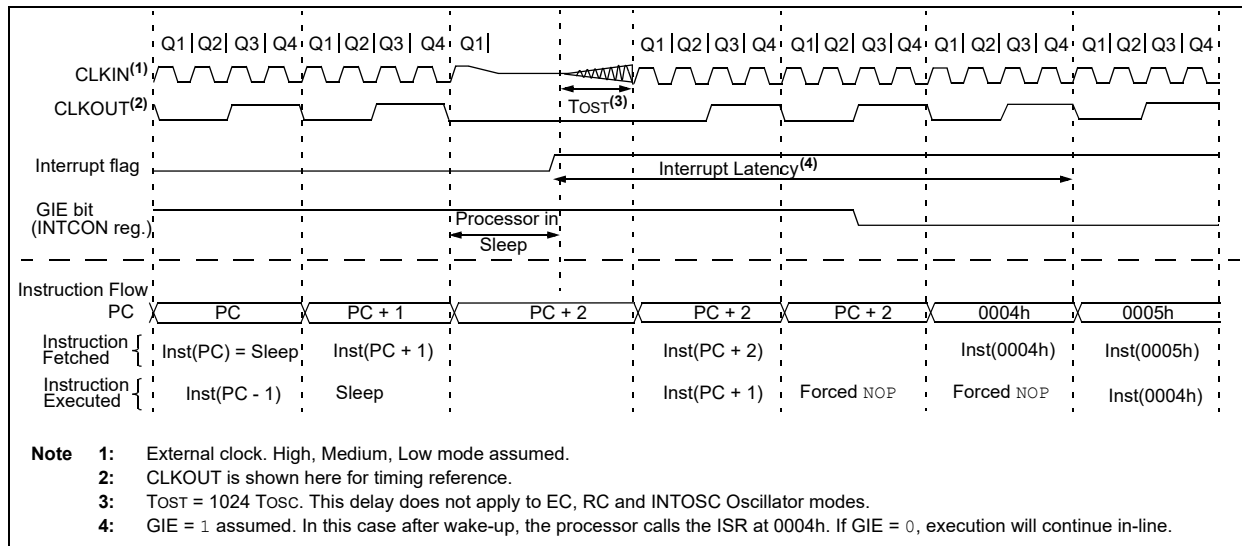 Q1 Q2 Q3 Q4 Q1 Q2 Q3 Q4 Q1 Q1 Q2 Q3 Q4 Q1 Q2 Q3 Q4 Q1 Q2 Q3 Q4 Q1 Q2 Q3 Q4
CLKIN(1)
CLKOUT(2)
TOST(3)
Interrupt flag
Interrupt Latency(4)
GIE bit
(INTCON reg.)
Processor in
Sleep
Instruction Flow
PC PC PC + 1 PC + 2 PC + 2 PC + 2 0004h 0005h
Instruction
Fetched
Inst(PC) = Sleep Inst(PC + 1) Inst(PC + 2) Inst(0004h) Inst(0005h)
Instruction
Executed
Inst(PC - 1) Sleep Inst(PC + 1) Forced NOP Forced NOP Inst(0004h)
Note 1: External clock. High, Medium, Low mode assumed.
2: CLKOUT is shown here for timing reference.
3: TOST = 1024 TOSC. This delay does not apply to EC, RC and INTOSC Oscillator modes.
4: GIE = 1 assumed. In this case after wake-up, the processor calls the ISR at 0004h. If GIE = 0, execution will continue in-line.